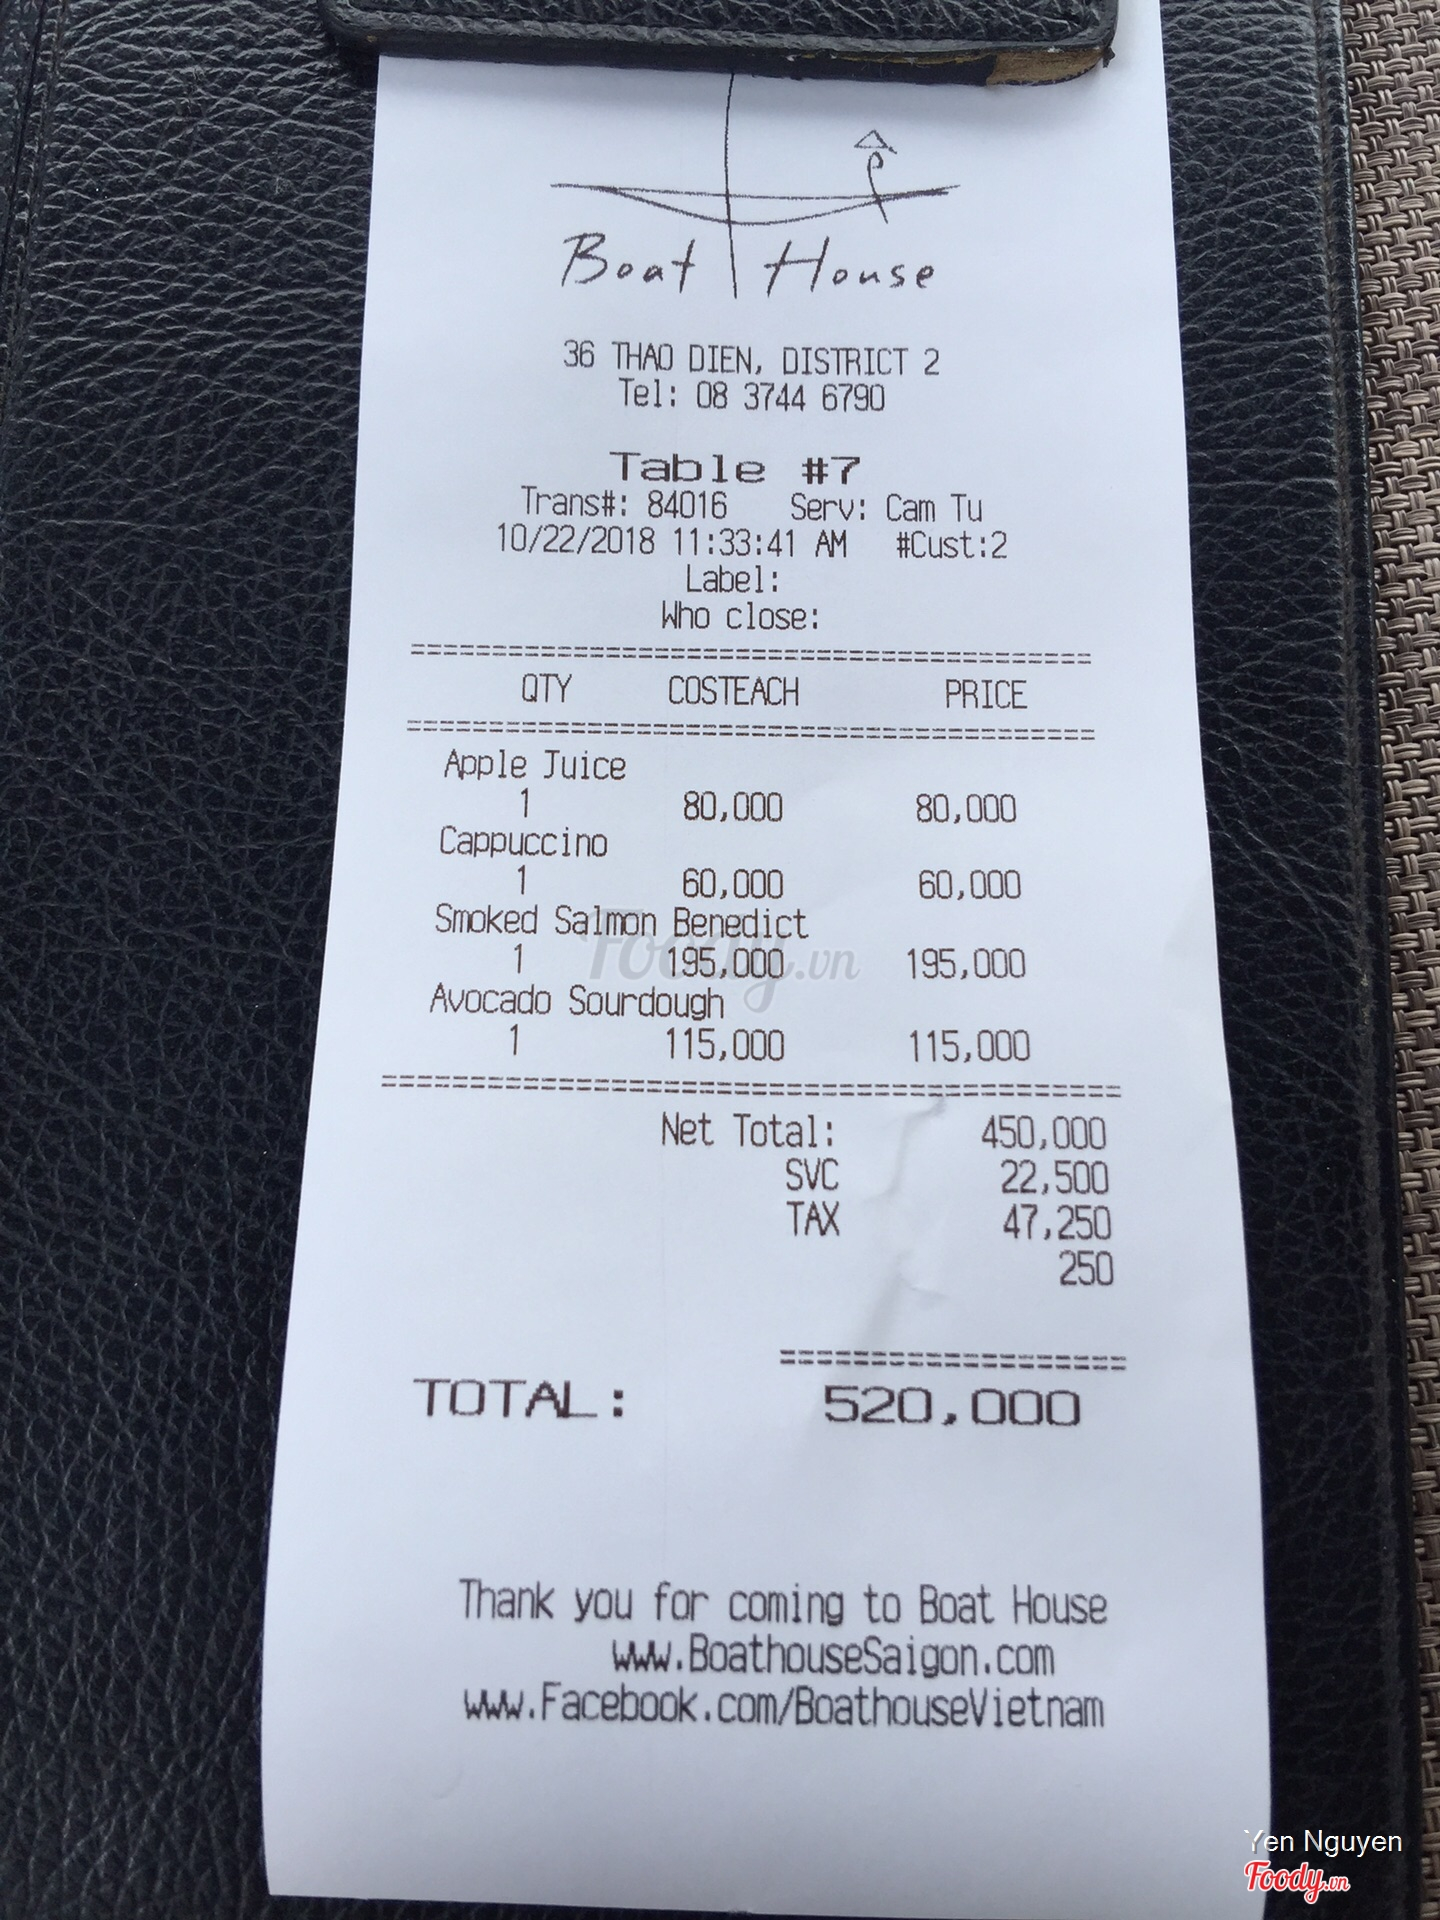 Boat House
36 THAO DIEN, DISTRICT 2
Tel: 08 3744 6790
Table #7
Trans#: 84016 Serv: Cam Tu
10/22/2018 11:33:41 AM #Cust:2
Label:
Who close:
==========================================
QTY COSTEACH PRICE
==========================================
Apple Juice
1 80,000 80,000
Cappuccino
1 60,000 60,000
Smoked Salmon Benedict
1 195,000 195,000
Foody.vn
Avocado Sourdough
1 115,000 115,000
==========================================
Net Total: 450,000
SVC 22,500
TAX 47,250
250
====================
TOTAL: 520,000
Thank you for coming to Boat House
www.BoathouseSaigon.com
www.Facebook.com/BoathouseVietnam
Yen Nguyen
Foody.vn